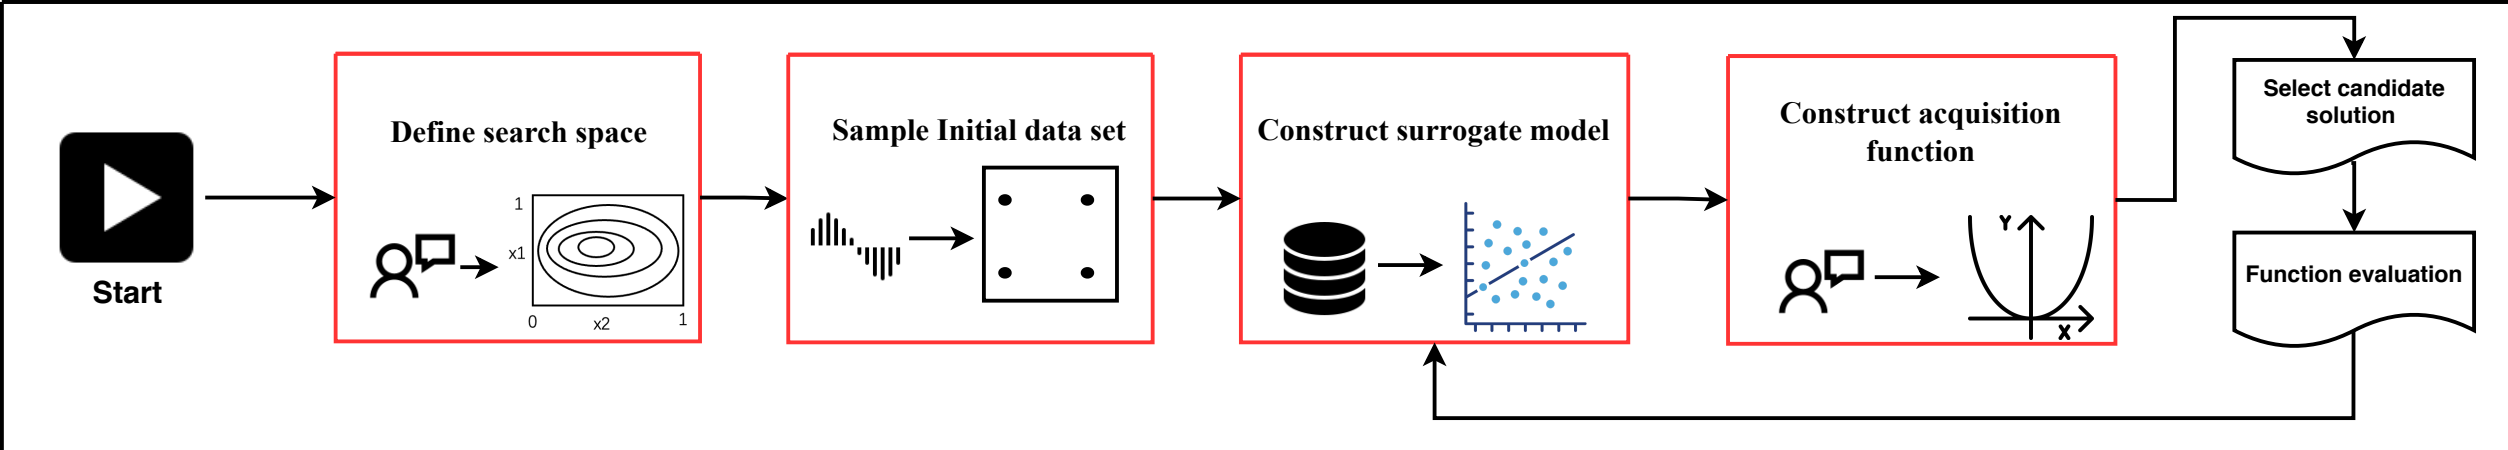 Start
Define search space
1
x1
0
x2
1
Sample Initial data set
Construct surrogate model
Construct acquisition
function
Y
X
Select candidate
solution
Function evaluation